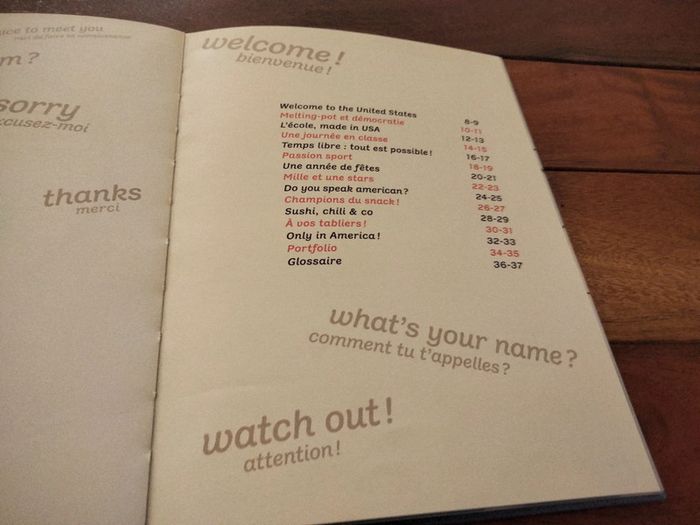 to meet you
m?
sorry
excusez-moi
thanks
merci
welcome!
bienvenue!
Welcome to the United States 8-9
Melting-pot et démocratie 10-11
L'école, made in USA 12-13
Une journée en classe 14-15
Temps libre : tout est possible! 16-17
Passion sport 18-19
Une année de fêtes 20-21
Mille et une stars 22-23
Do you speak american? 24-25
Champions du snack! 26-27
Sushi, chili & co 28-29
À vos tabliers! 30-31
Only in America! 32-33
Portfolio 34-35
Glossaire 36-37
what's your name?
comment tu t'appelles?
watch out!
attention!